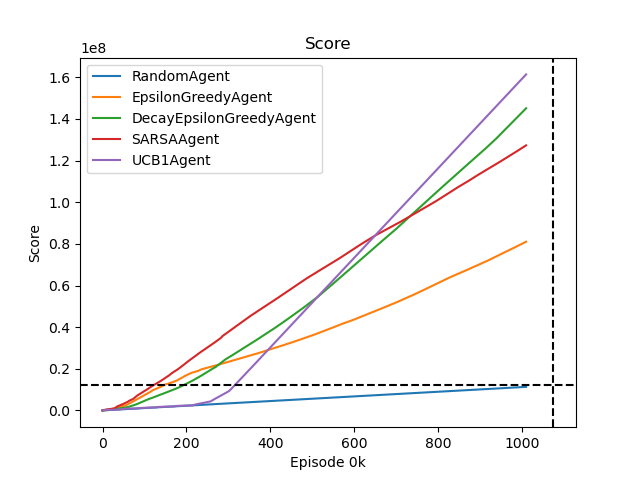 Score
1e8
RandomAgent
EpsilonGreedyAgent
DecayEpsilonGreedyAgent
SARSAAgent
UCB1Agent
1.6
1.4
1.2
1.0
0.8
0.6
0.4
0.2
0.0
Score
0 200 400 600 800 1000
Episode 0k